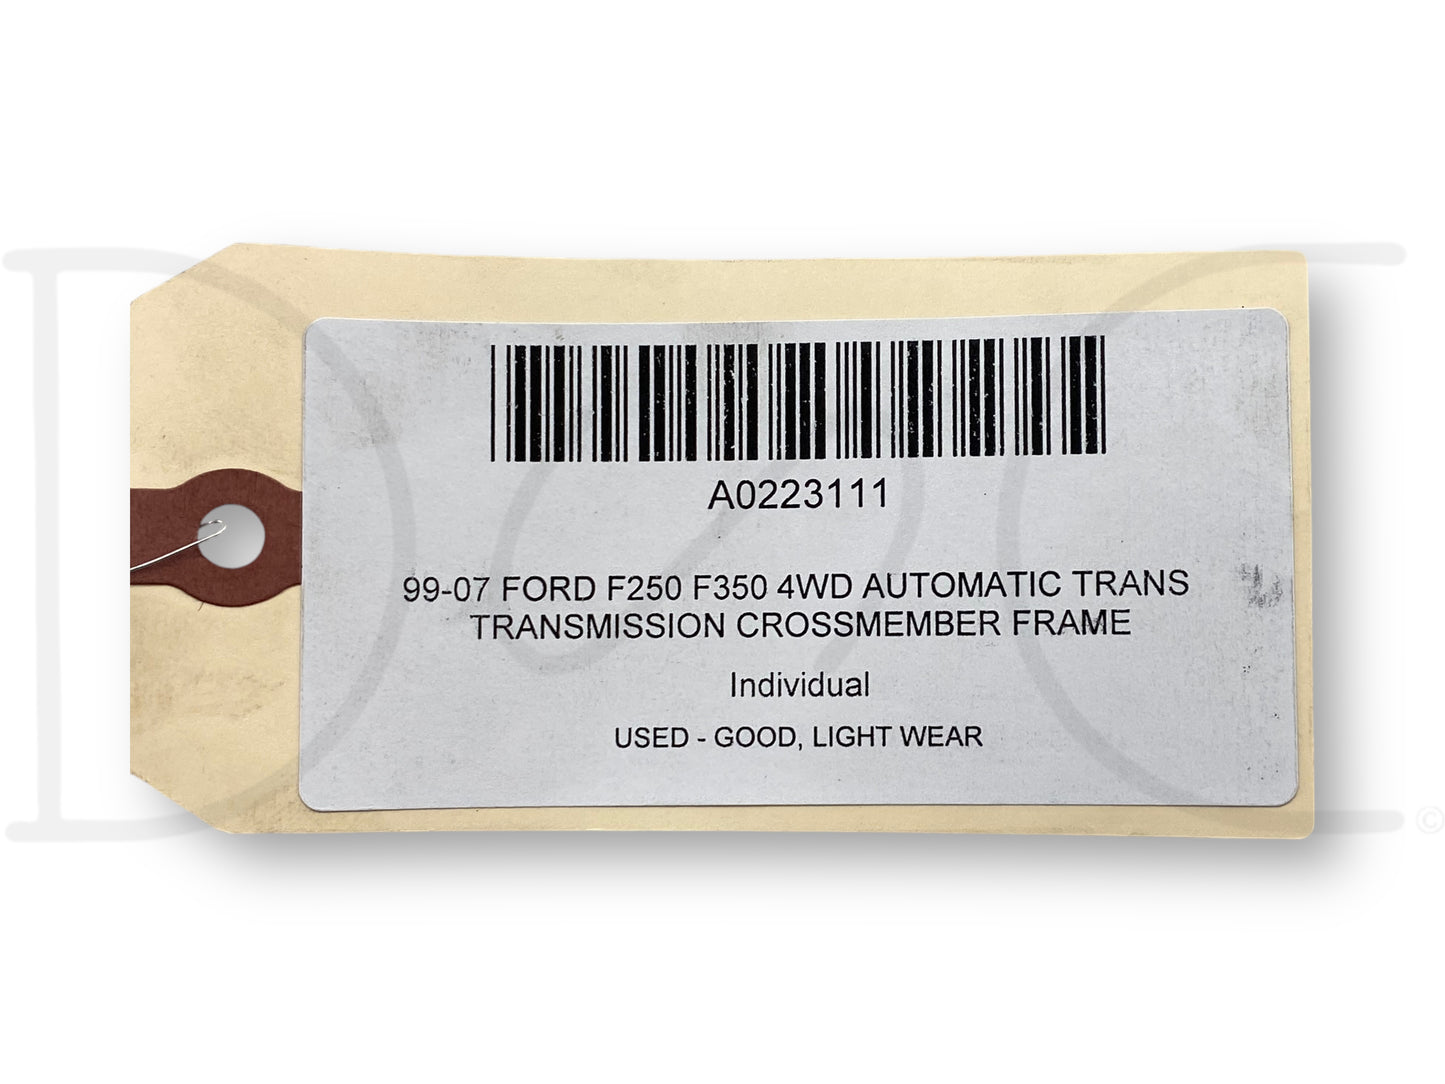 A0223111
99-07 FORD F250 F350 4WD AUTOMATIC TRANS
TRANSMISSION CROSSMEMBER FRAME
Individual
USED - GOOD, LIGHT WEAR
©